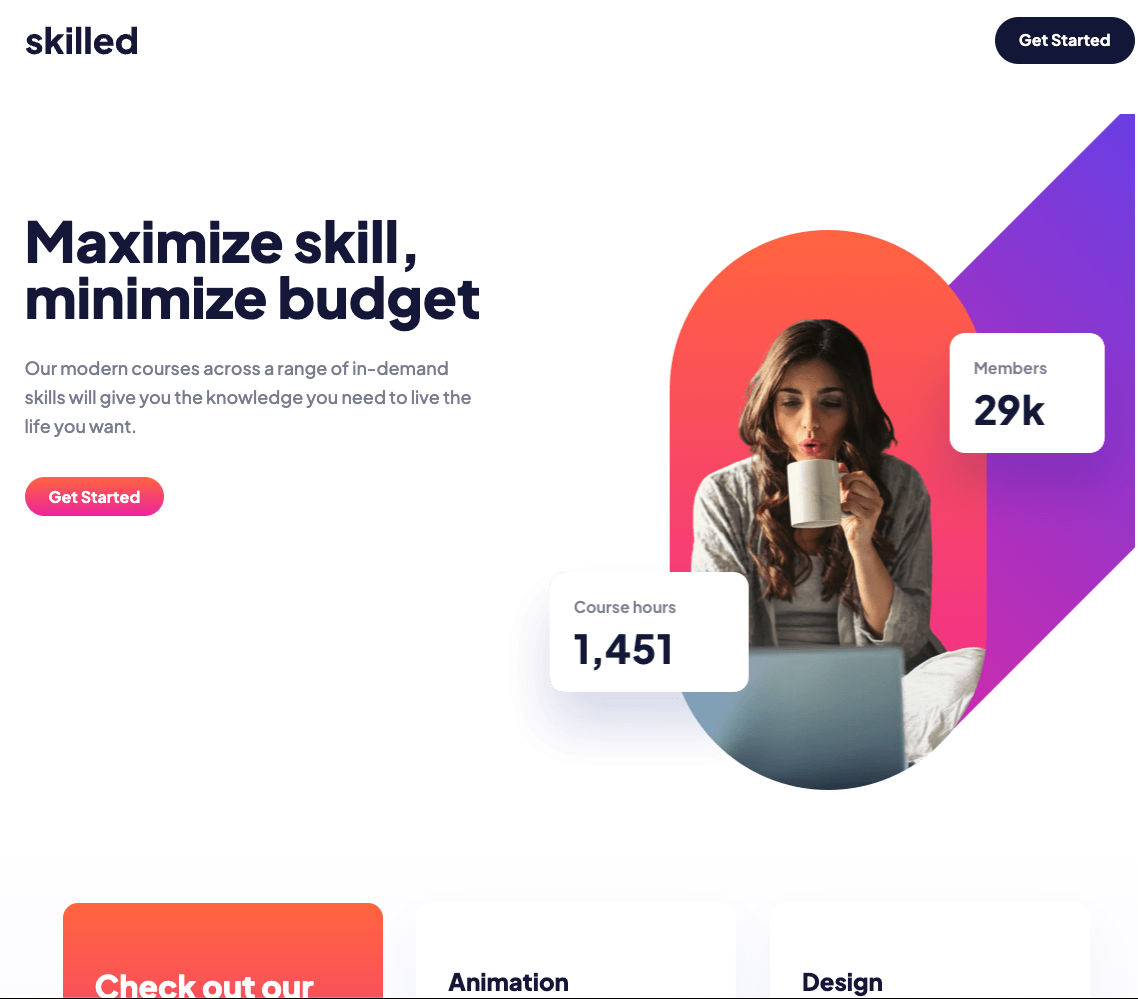 skilled
Get Started
Maximize skill,
minimize budget
Our modern courses across a range of in-demand
skills will give you the knowledge you need to live the
life you want.
Get Started
Members
29k
Course hours
1,451
Check out our
Animation
Design